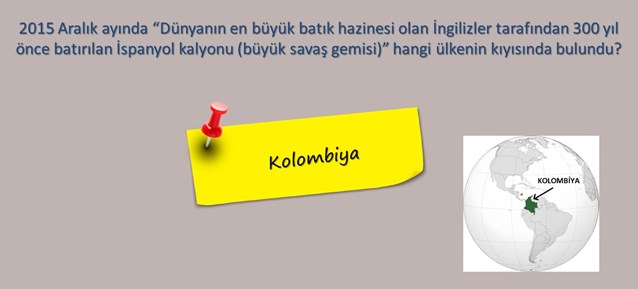 2015 Aralık ayında “Dünyanın en büyük batık hazinesi olan İngilizler tarafından 300 yıl
önce batırılan İspanyol kalyonu (büyük savaş gemisi)” hangi ülkenin kıyısında bulundu?
Kolombiya
KOLOMBİYA